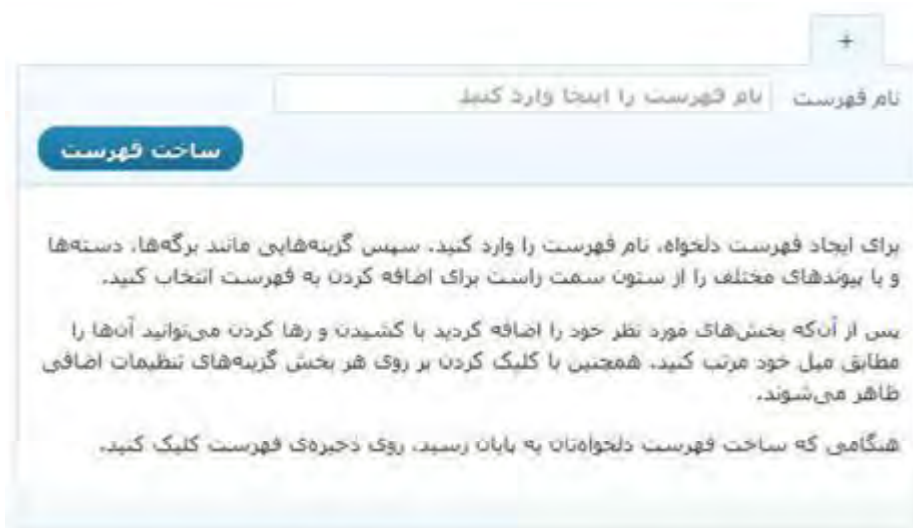 +
نام فهرست نام فهرست را اینجا وارد کنید
ساخت فهرست
برای ایجاد فهرست دلخواه، نام فهرست را وارد کنید، سپس گزینه‌هایی مانند برگه‌ها، دسته‌ها
و یا پیوندهای مختلف را از ستون سمت راست برای اضافه کردن به فهرست انتخاب کنید.
پس از آن‌که بخش‌های مورد نظر خود را اضافه کردید با کشیدن و رها کردن می‌توانید آن‌ها را
مطابق میل خود مرتب کنید. همچنین با کلیک کردن بر روی هر بخش گزینه‌های تنظیمات اضافی
ظاهر می‌شوند.
هنگامی که ساخت فهرست دلخواه‌تان به پایان رسید، روی ذخیره‌ی فهرست کلیک کنید.